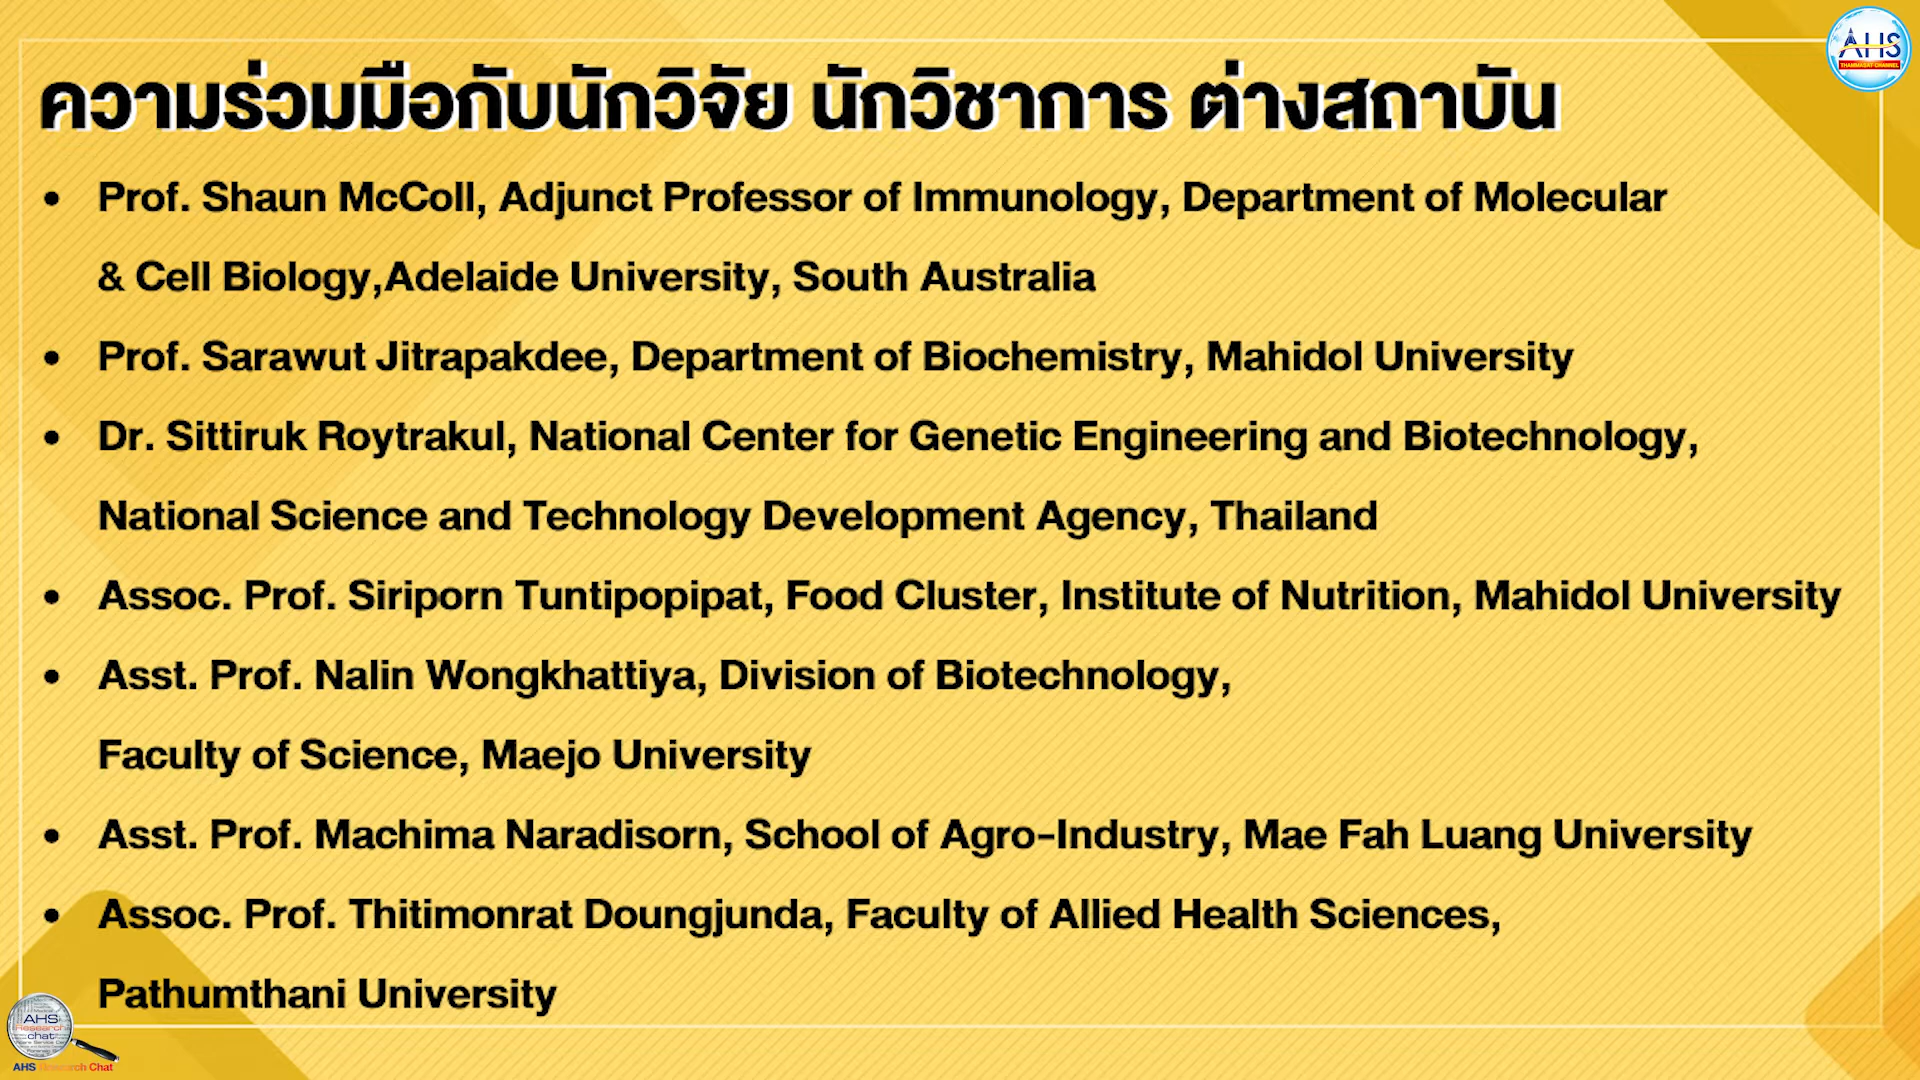 AHS
THAMMASAT CHANNEL
ความร่วมมือกับนักวิจัย นักวิชาการ ต่างสถาบัน
• Prof. Shaun McColl, Adjunct Professor of Immunology, Department of Molecular
& Cell Biology,Adelaide University, South Australia
• Prof. Sarawut Jitrapakdee, Department of Biochemistry, Mahidol University
• Dr. Sittiruk Roytrakul, National Center for Genetic Engineering and Biotechnology,
National Science and Technology Development Agency, Thailand
• Assoc. Prof. Siriporn Tuntipopipat, Food Cluster, Institute of Nutrition, Mahidol University
• Asst. Prof. Nalin Wongkhattiya, Division of Biotechnology,
Faculty of Science, Maejo University
• Asst. Prof. Machima Naradisorn, School of Agro-Industry, Mae Fah Luang University
• Assoc. Prof. Thitimonrat Doungjunda, Faculty of Allied Health Sciences,
Pathumthani University
AHS
Research
chat
AHS Research Chat